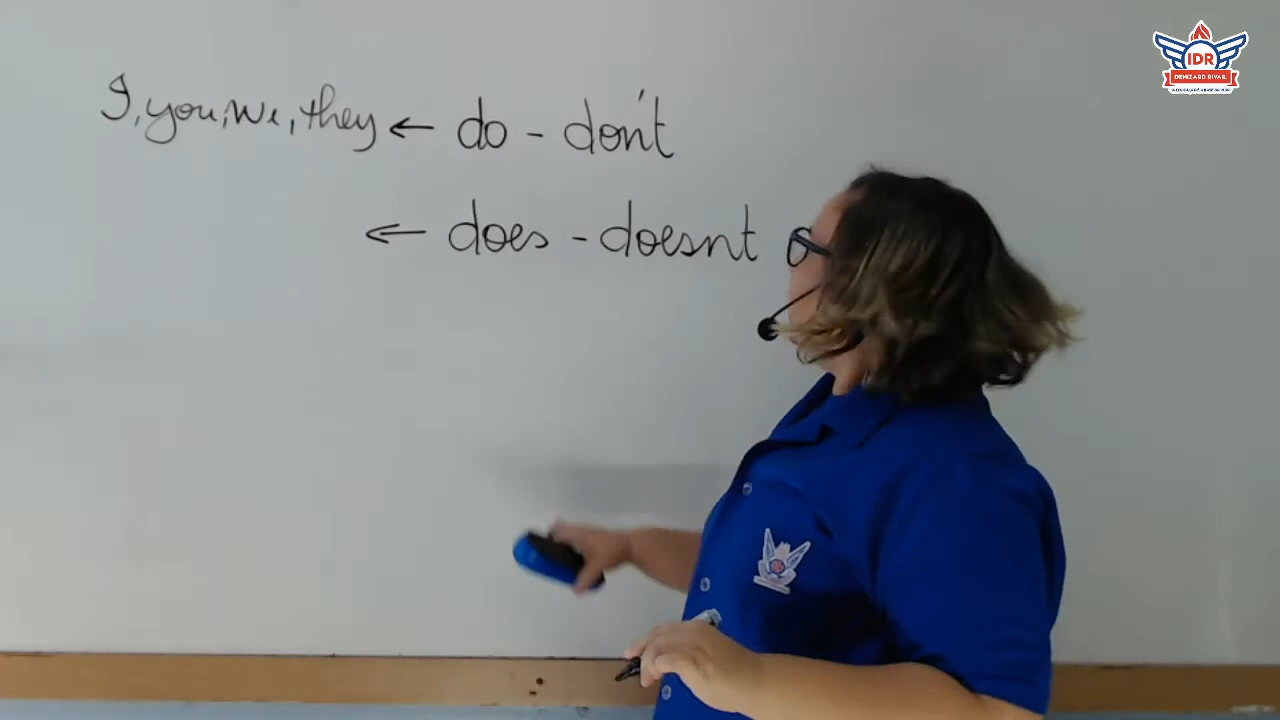 I, you, we, they ← do - don't
← does - doesnt
IDR
DENIZARD RIVAIL